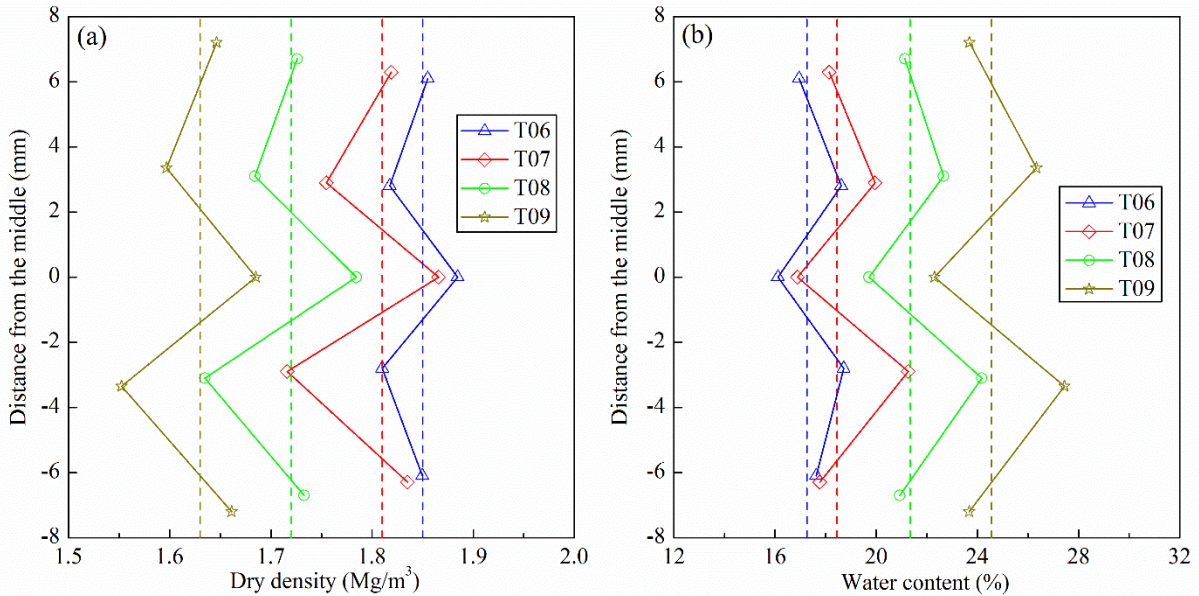 (a)
8
6
4
2
0
-2
-4
-6
-8
Distance from the middle (mm)
T06
T07
T08
T09
1.5 1.6 1.7 1.8 1.9 2.0
Dry density (Mg/m³)
(b)
8
6
4
2
0
-2
-4
-6
-8
Distance from the middle (mm)
T06
T07
T08
T09
12 16 20 24 28 32
Water content (%)